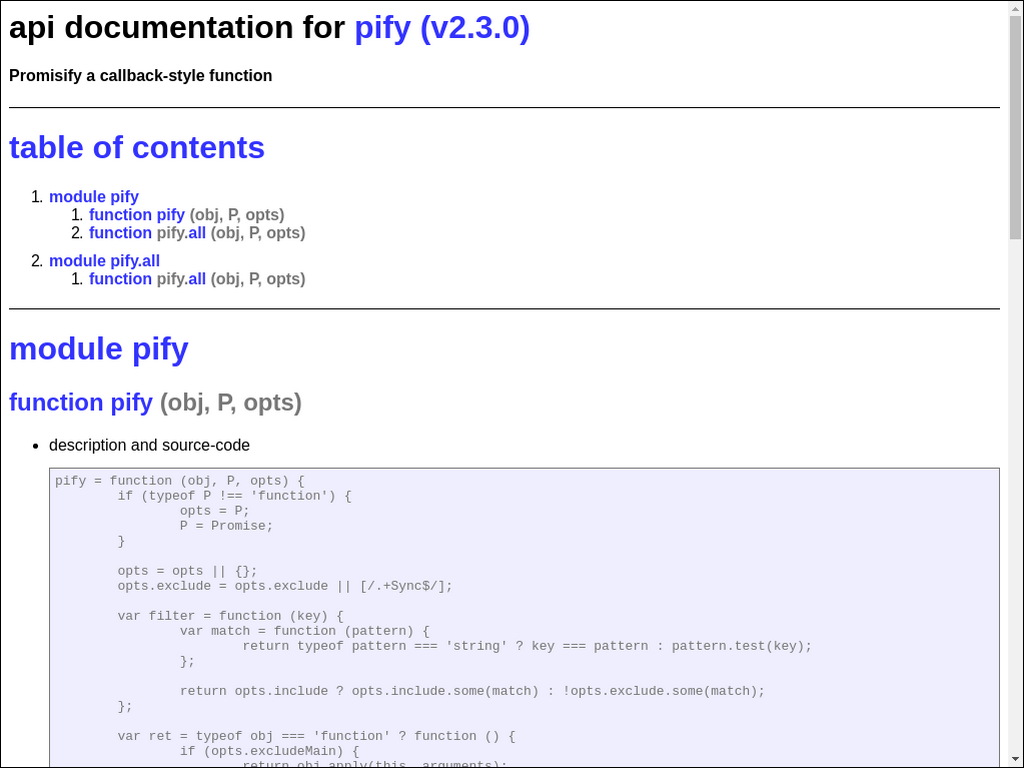 api documentation for pify (v2.3.0)
Promisify a callback-style function
table of contents
1. module pify
1. function pify (obj, P, opts)
2. function pify.all (obj, P, opts)
2. module pify.all
1. function pify.all (obj, P, opts)
module pify
function pify (obj, P, opts)
• description and source-code
pify = function (obj, P, opts) {
        if (typeof P !== 'function') {
                opts = P;
                P = Promise;
        }
        opts = opts || {};
        opts.exclude = opts.exclude || [/.+Sync$/];
        var filter = function (key) {
                var match = function (pattern) {
                        return typeof pattern === 'string' ? key === pattern : pattern.test(key);
                };
                return opts.include ? opts.include.some(match) : !opts.exclude.some(match);
        };
        var ret = typeof obj === 'function' ? function () {
                if (opts.excludeMain) {
                        return obj.apply(this, arguments);